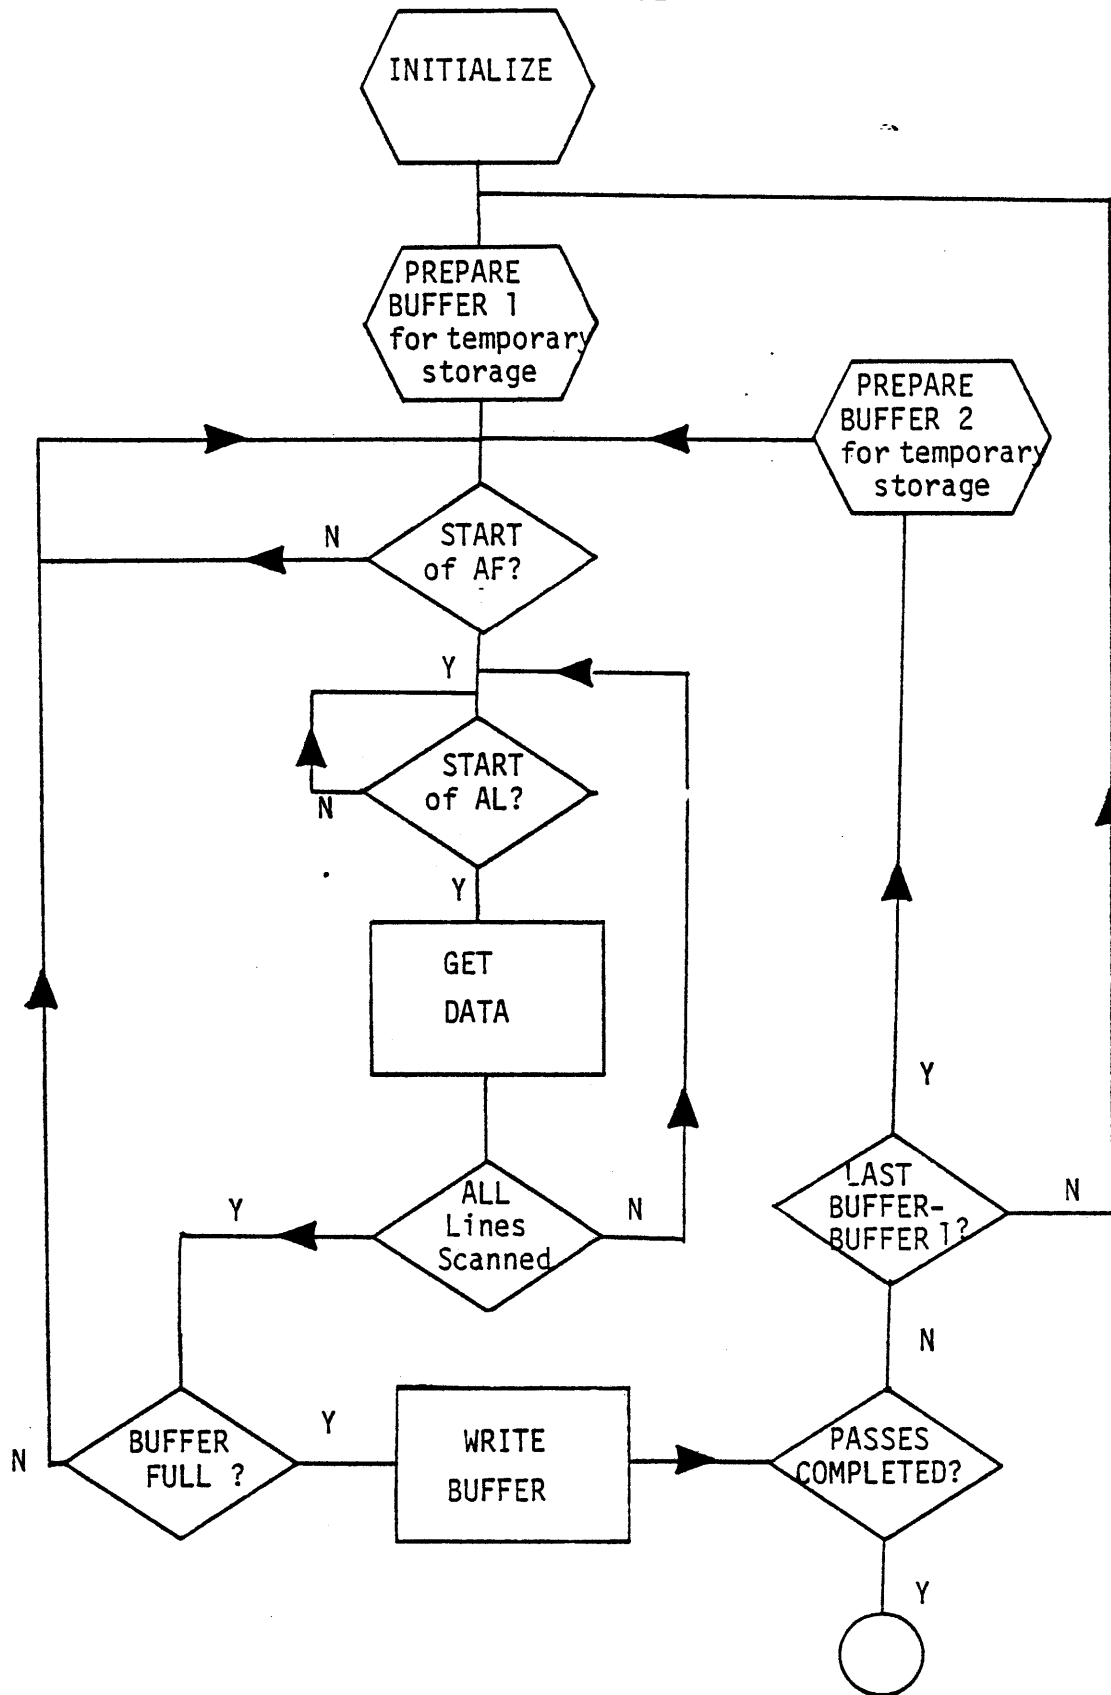 INITIALIZE
PREPARE
BUFFER 1
for temporary
storage
PREPARE
BUFFER 2
for temporary
storage
N
START
of AF?
Y
START
of AL?
N
Y
GET
DATA
Y
Y
ALL
Lines
Scanned
N
LAST
BUFFER-
BUFFER 1?
N
N
BUFFER
FULL ?
N
Y
WRITE
BUFFER
PASSES
COMPLETED?
Y